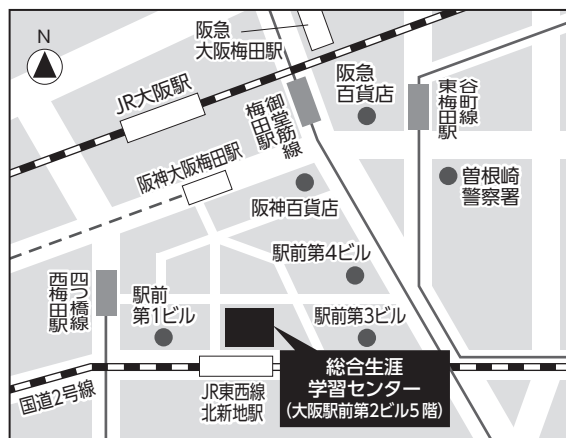 N
阪急
大阪梅田駅
JR大阪駅
阪急
百貨店
谷町線
東梅田駅
御堂筋線
梅田駅
阪神大阪梅田駅
曽根崎
警察署
阪神百貨店
駅前第4ビル
四つ橋線
西梅田駅
駅前
第1ビル
駅前第3ビル
総合生涯
学習センター
(大阪駅前第2ビル5階)
JR東西線
北新地駅
国道2号線